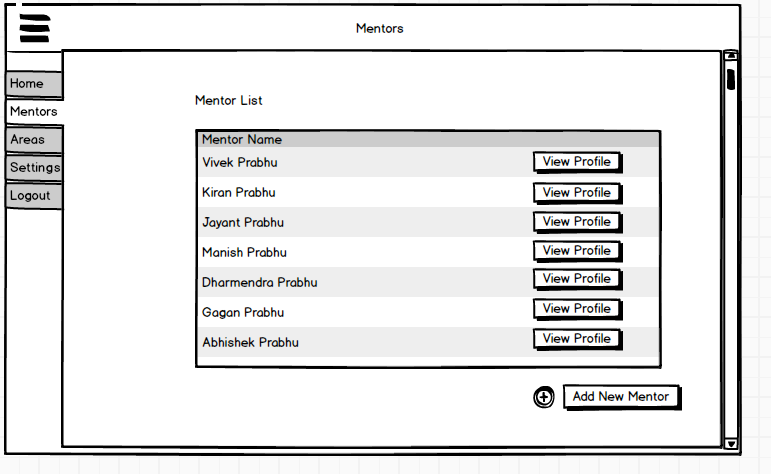 Mentors
Home
Mentors
Areas
Settings
Logout
Mentor List
Mentor Name
Vivek Prabhu View Profile
Kiran Prabhu View Profile
Jayant Prabhu View Profile
Manish Prabhu View Profile
Dharmendra Prabhu View Profile
Gagan Prabhu View Profile
Abhishek Prabhu View Profile
Add New Mentor